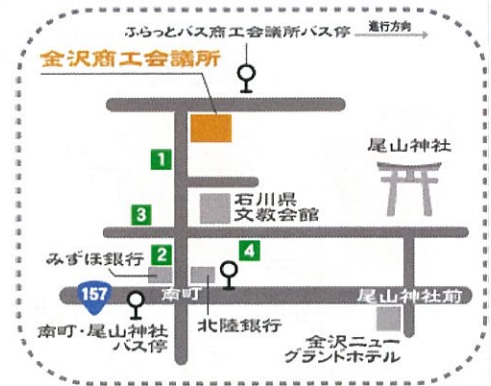 ふらっとバス商工会議所バス停
進行方向
金沢商工会議所
尾山神社
1
石川県
文教会館
3
みずほ銀行
2
4
157
南町
尾山神社前
南町・尾山神社
バス停
北陸銀行
金沢ニュー
グランドホテル